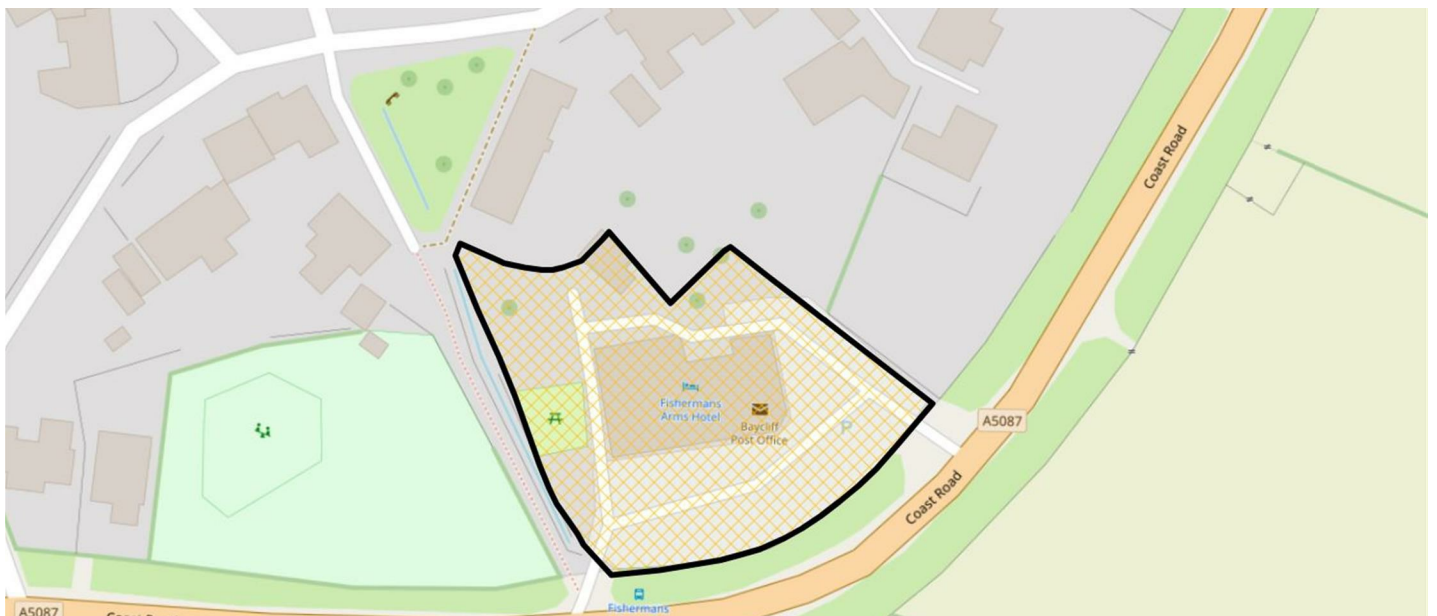 Coast Road
Fishermans
Arms Hotel
Baycliff
Post Office
P
A5087
Coast Road
A5087
Fishermans